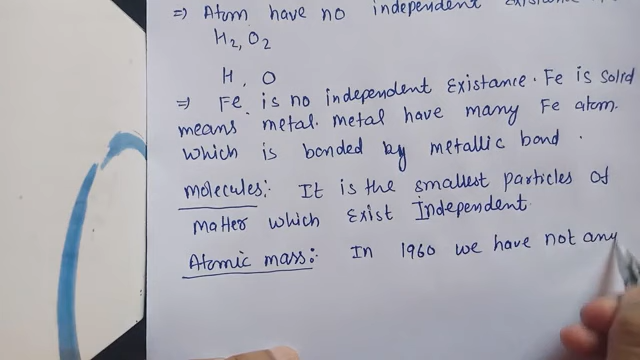 ⇒ Atom have no independent Existance
H2, O2
H, O
⇒ Fe is no independent Existance. Fe is solid
means metal. metal have many Fe atom.
which is bonded by metallic bond.
Molecules:- It is the smallest particles of
matter which exist Independent.
Atomic mass:- In 1960 we have not any